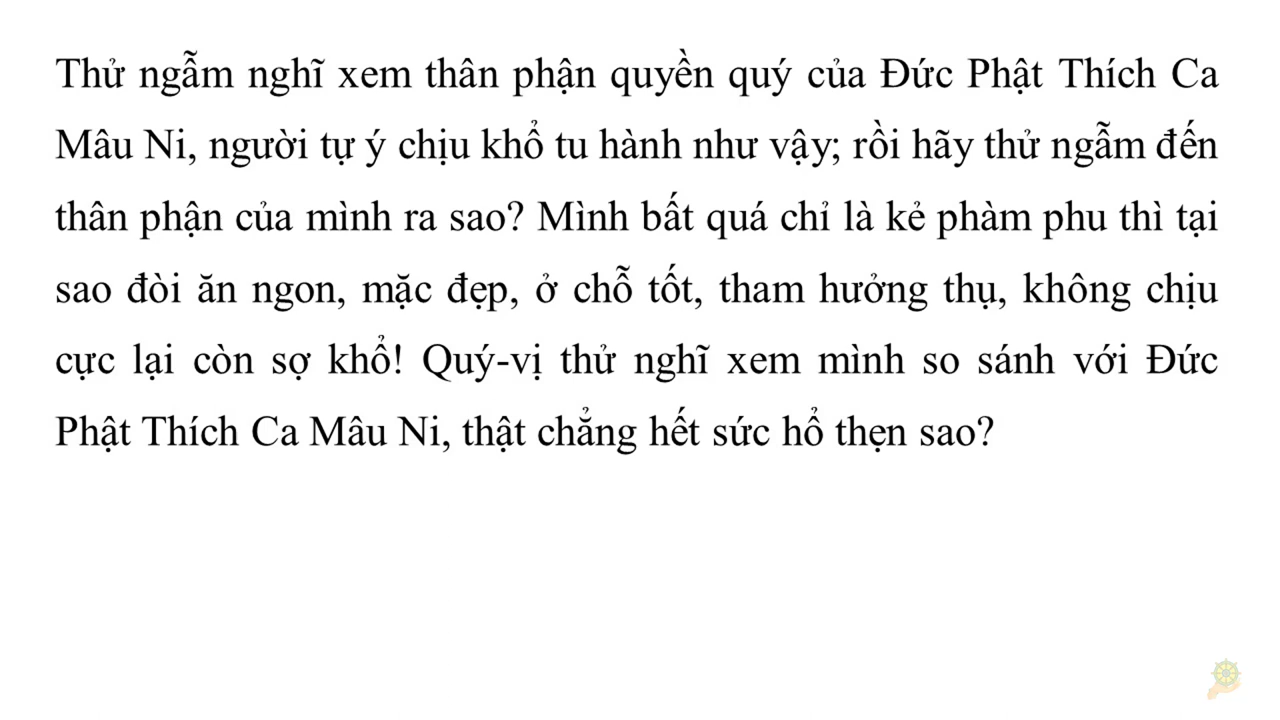 Thử ngẫm nghĩ xem thân phận quyền quý của Đức Phật Thích Ca
Mâu Ni, người tự ý chịu khổ tu hành như vậy; rồi hãy thử ngẫm đến
thân phận của mình ra sao? Mình bất quá chỉ là kẻ phàm phu thì tại
sao đòi ăn ngon, mặc đẹp, ở chỗ tốt, tham hưởng thụ, không chịu
cực lại còn sợ khổ! Quý-vị thử nghĩ xem mình so sánh với Đức
Phật Thích Ca Mâu Ni, thật chẳng hết sức hổ thẹn sao?